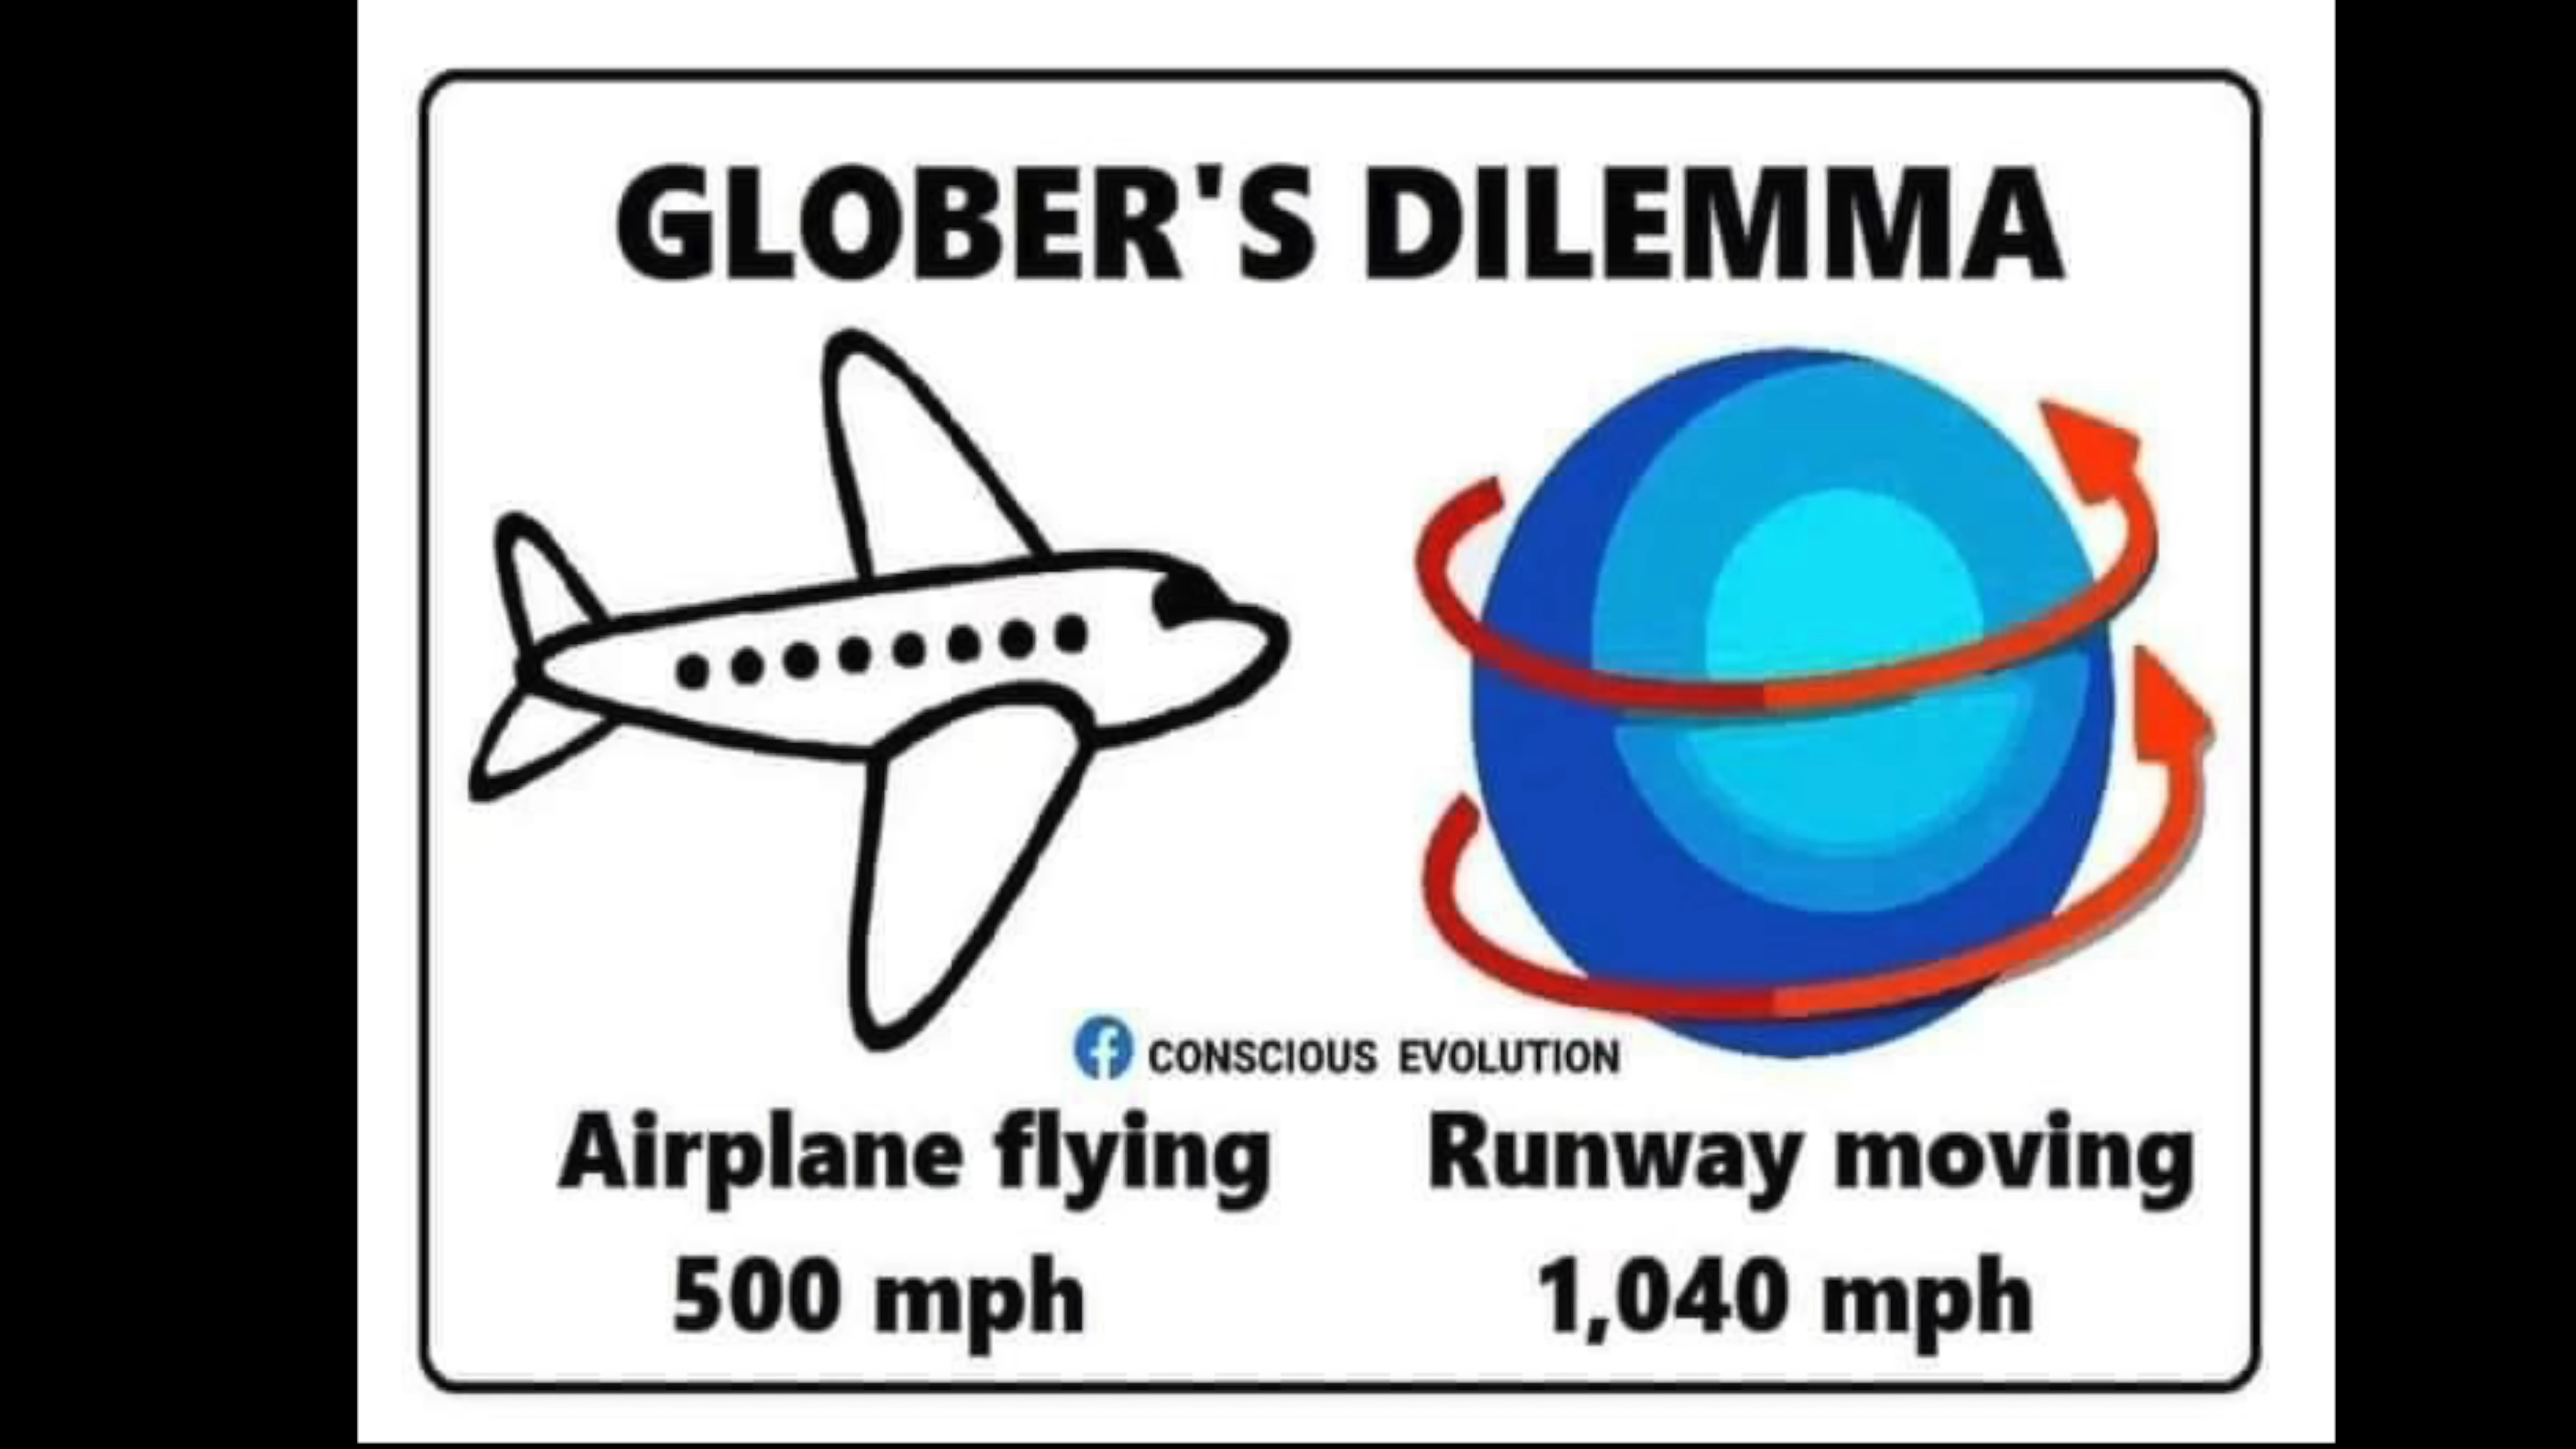 GLOBER'S DILEMMA
CONSCIOUS EVOLUTION
Airplane flying
500 mph
Runway moving
1,040 mph